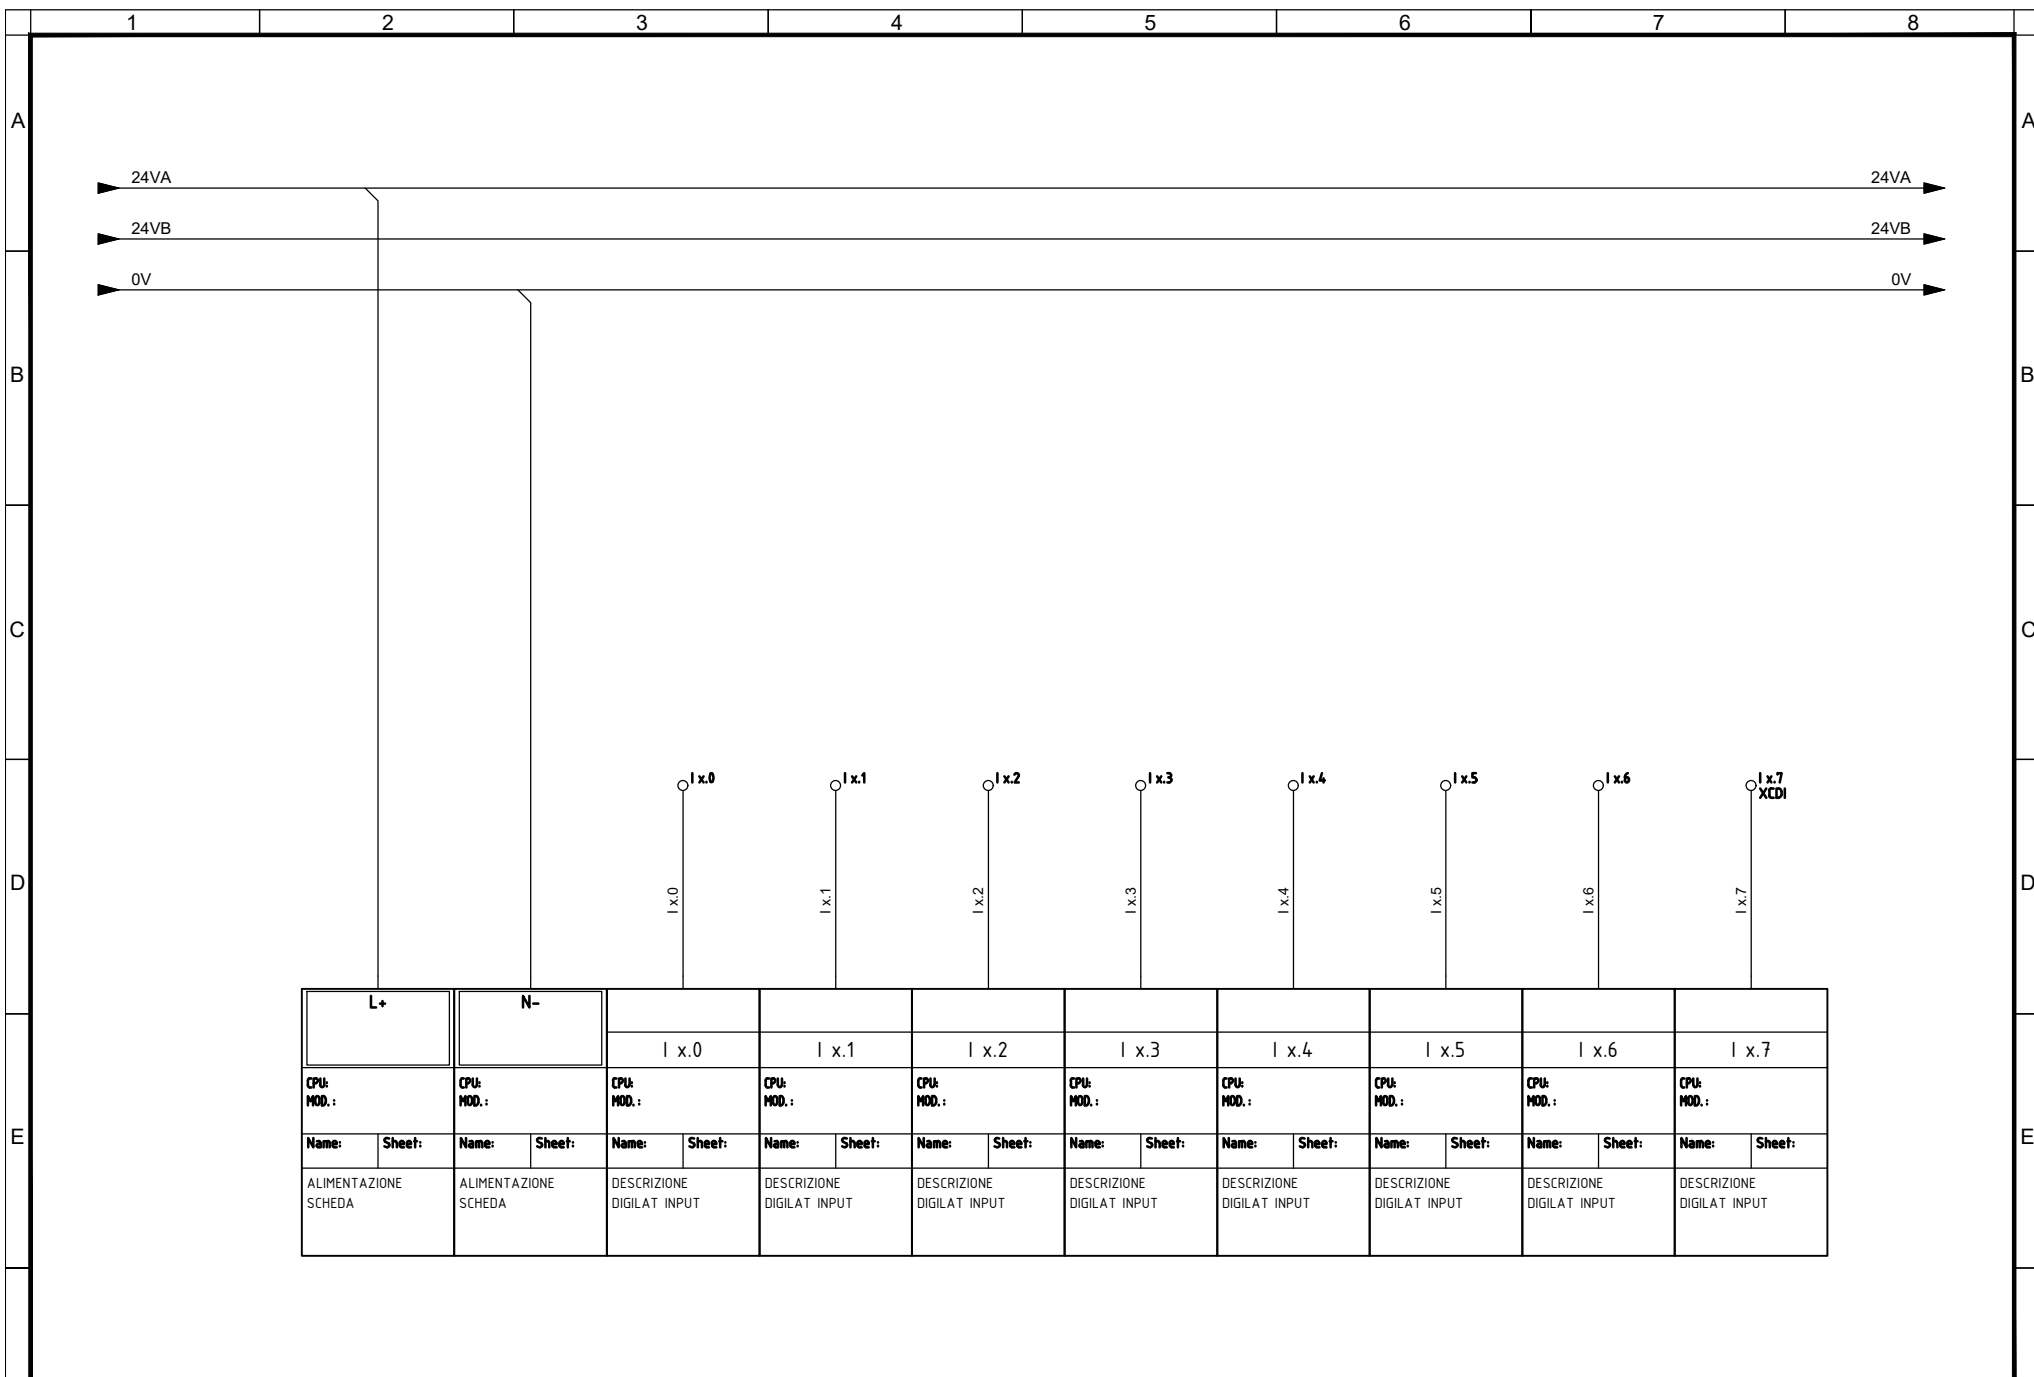 1 2 3 4 5 6 7 8
A A
24VA 24VA
24VB 24VB
0V 0V
B B
C C
I x.0 I x.1 I x.2 I x.3 I x.4 I x.5 I x.6 I x.7
XCDI
D D
I x.0 I x.1 I x.2 I x.3 I x.4 I x.5 I x.6 I x.7
L+ N-
I x.0 I x.1 I x.2 I x.3 I x.4 I x.5 I x.6 I x.7
CPU: CPU: CPU: CPU: CPU: CPU: CPU: CPU: CPU: CPU:
MOD. : MOD. : MOD. : MOD. : MOD. : MOD. : MOD. : MOD. : MOD. : MOD. :
E E
Name: Sheet: Name: Sheet: Name: Sheet: Name: Sheet: Name: Sheet: Name: Sheet: Name: Sheet: Name: Sheet: Name: Sheet: Name: Sheet:
ALIMENTAZIONE ALIMENTAZIONE DESCRIZIONE DESCRIZIONE DESCRIZIONE DESCRIZIONE DESCRIZIONE DESCRIZIONE DESCRIZIONE DESCRIZIONE
SCHEDA SCHEDA DIGILAT INPUT DIGILAT INPUT DIGILAT INPUT DIGILAT INPUT DIGILAT INPUT DIGILAT INPUT DIGILAT INPUT DIGILAT INPUT